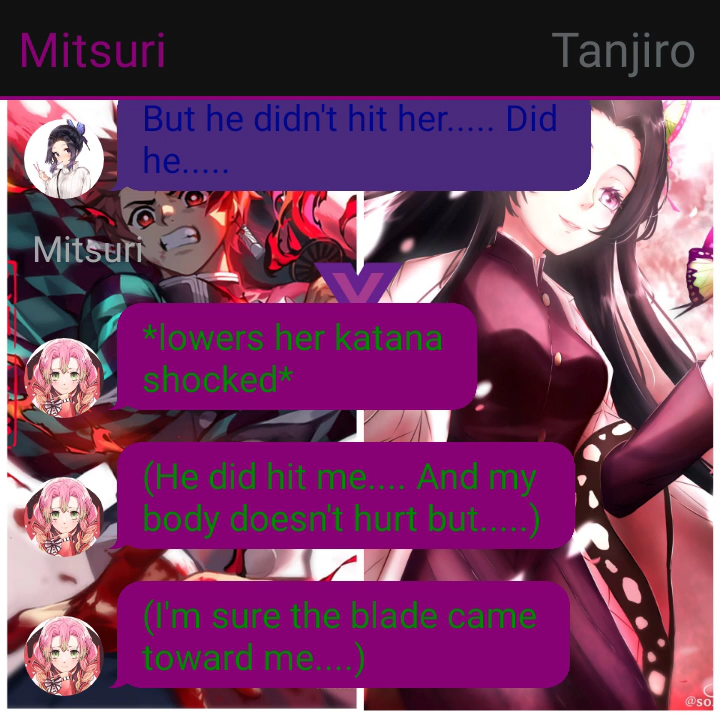 Mitsuri Tanjiro
But he didn't hit her..... Did
he.....
Mitsuri
V
*lowers her katana
shocked*
(He did hit me.... And my
body doesn't hurt but.....)
(I'm sure the blade came
toward me....)
@so